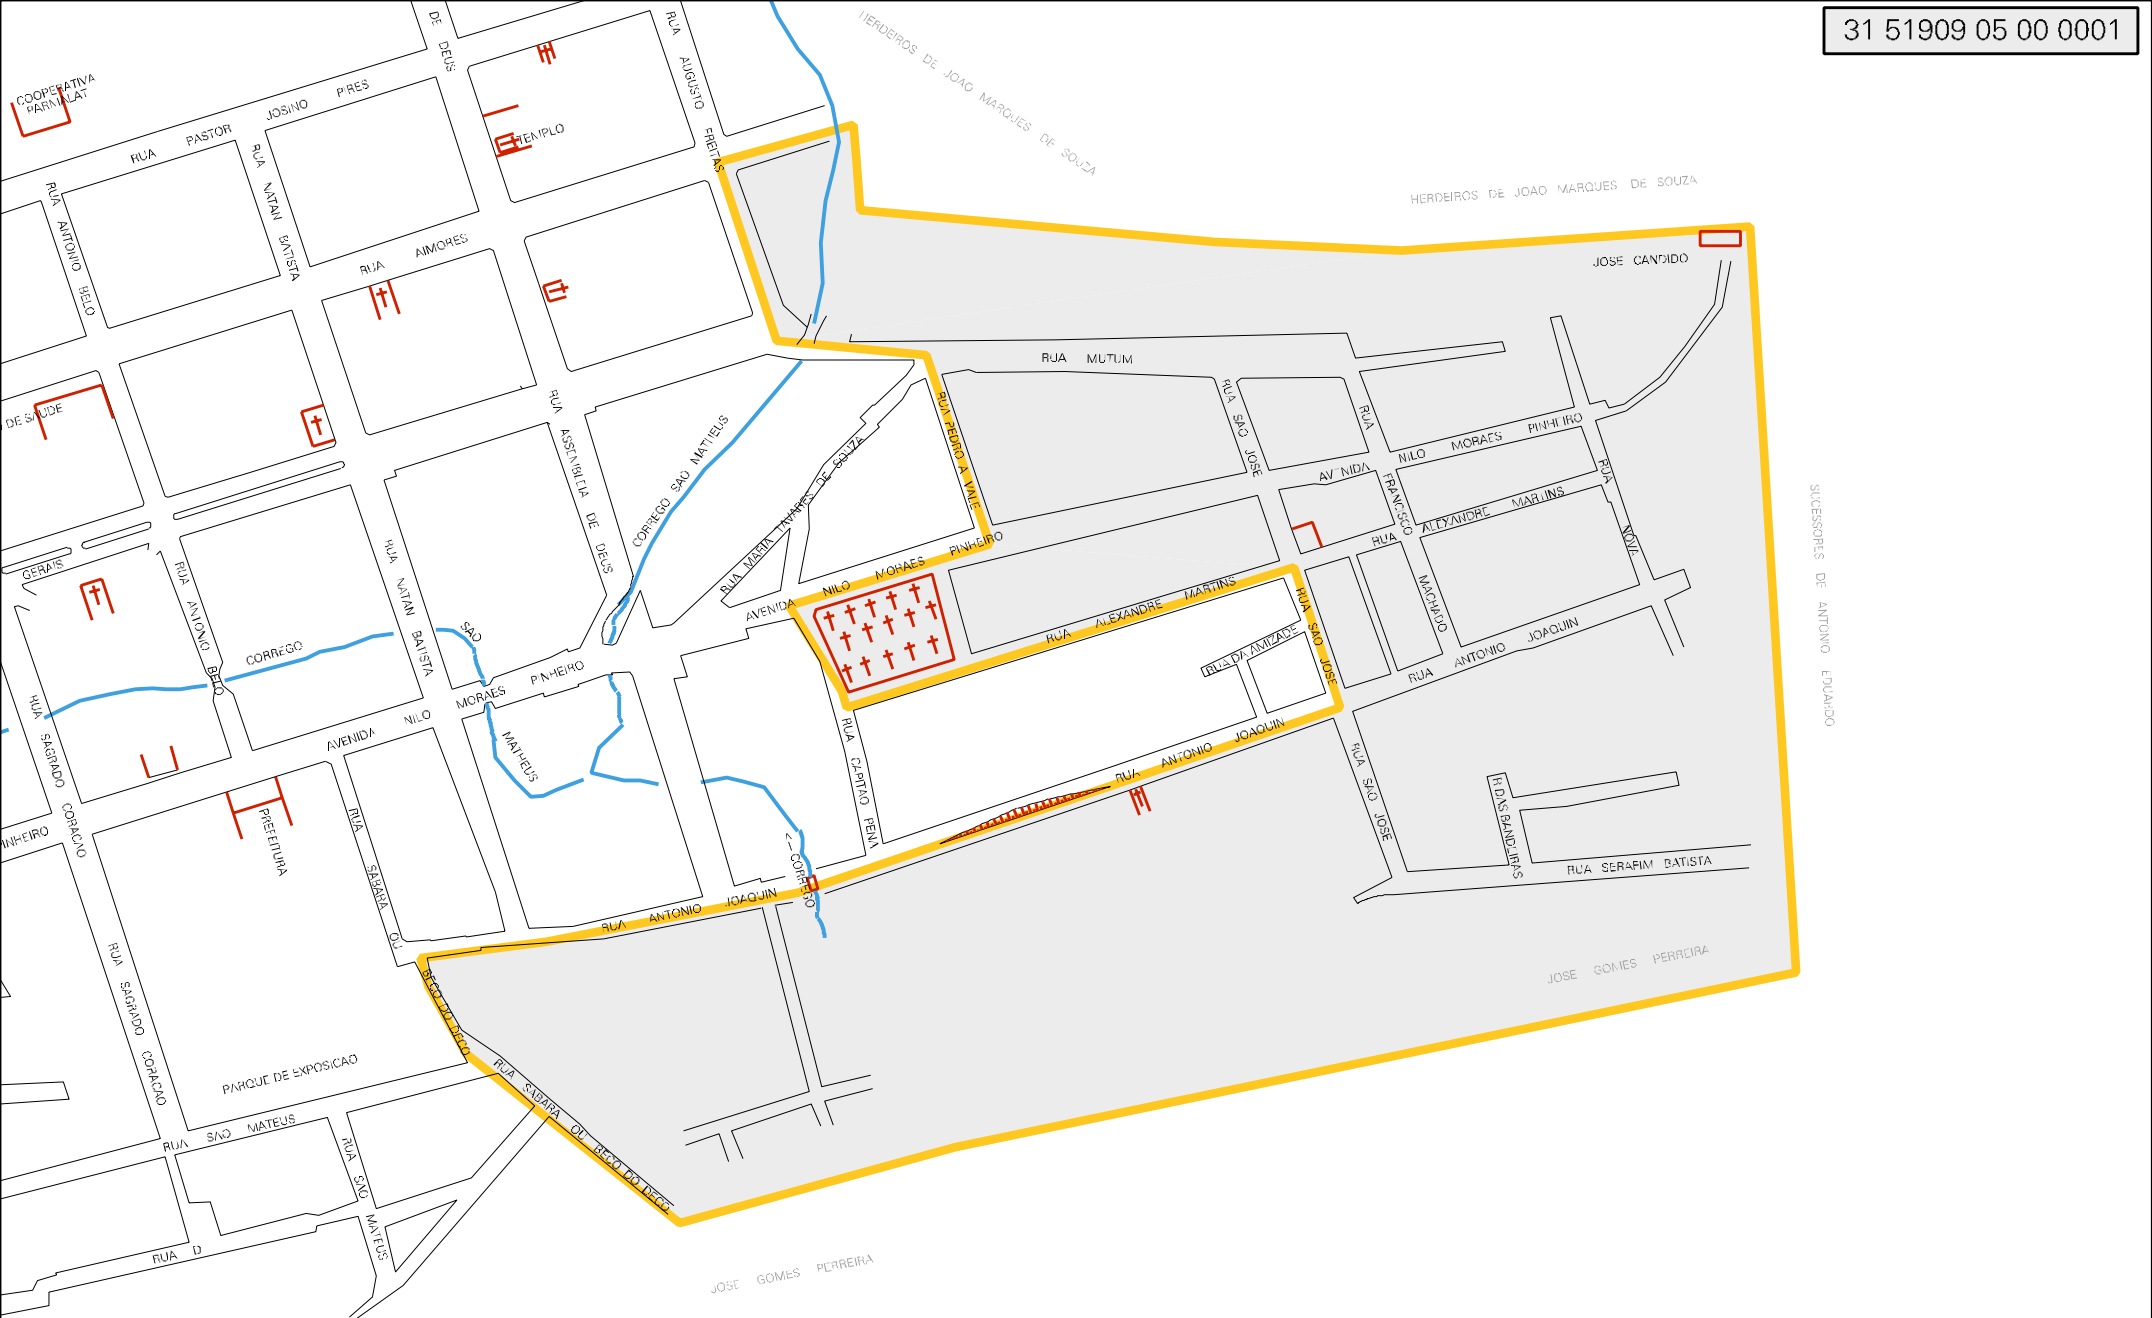 31 51909 05 00 0001
DE DEUS
RUA AUGUSTO FREITAS
HERDEIROS DE JOAO MARQUES DE SOUZA
COOPERATIVA
PARMALAT
RUA PASTOR JOSINO PIRES
TEMPLO
RUA ANTONIO BELO
RUA NATAN BATISTA
RUA AIMORES
HERDEIROS DE JOAO MARQUES DE SOUZA
JOSE CANDIDO
RUA MUTUM
DE SAUDE
RUA ASSEMBLEIA DE DEUS
CORREGO SAO MATHEUS
RUA MARIA TAVARES DE SOUZA
RUA PEDRO A VALE
RUA SAO JOSE
RUA FRANCISCO MACHADO
AVENIDA NILO MORAES PINHEIRO
RUA ALEXANDRE MARTINS
RUA NOVA
SUCESSORES DE ANTONIO EDUARDO
GERAIS
RUA ANTONIO BELO
RUA NATAN BATISTA
AVENIDA NILO MORAES PINHEIRO
RUA ALEXANDRE MARTINS
RUA SAO JOSE
RUA DA AMIZADE
RUA ANTONIO JOAQUIN
CORREGO SAO MATHEUS
AVENIDA NILO MORAES PINHEIRO
RUA SAGRADO CORACAO
RUA CAPITAO PENA
RUA ANTONIO JOAQUIN
RUA SAO JOSE
R DAS BANDEIRAS
RUA SERAFIM BATISTA
PREFEITURA
INHEIRO
RUA SABARA OU BECO DO DECO
<-- CORREGO
RUA ANTONIO JOAQUIN
RUA SAGRADO CORACAO
JOSE GOMES PERREIRA
PARQUE DE EXPOSICAO
RUA SABARA OU BECO DO DECO
RUA SAO MATEUS
RUA SAO MATEUS
RUA D
JOSE GOMES PERREIRA